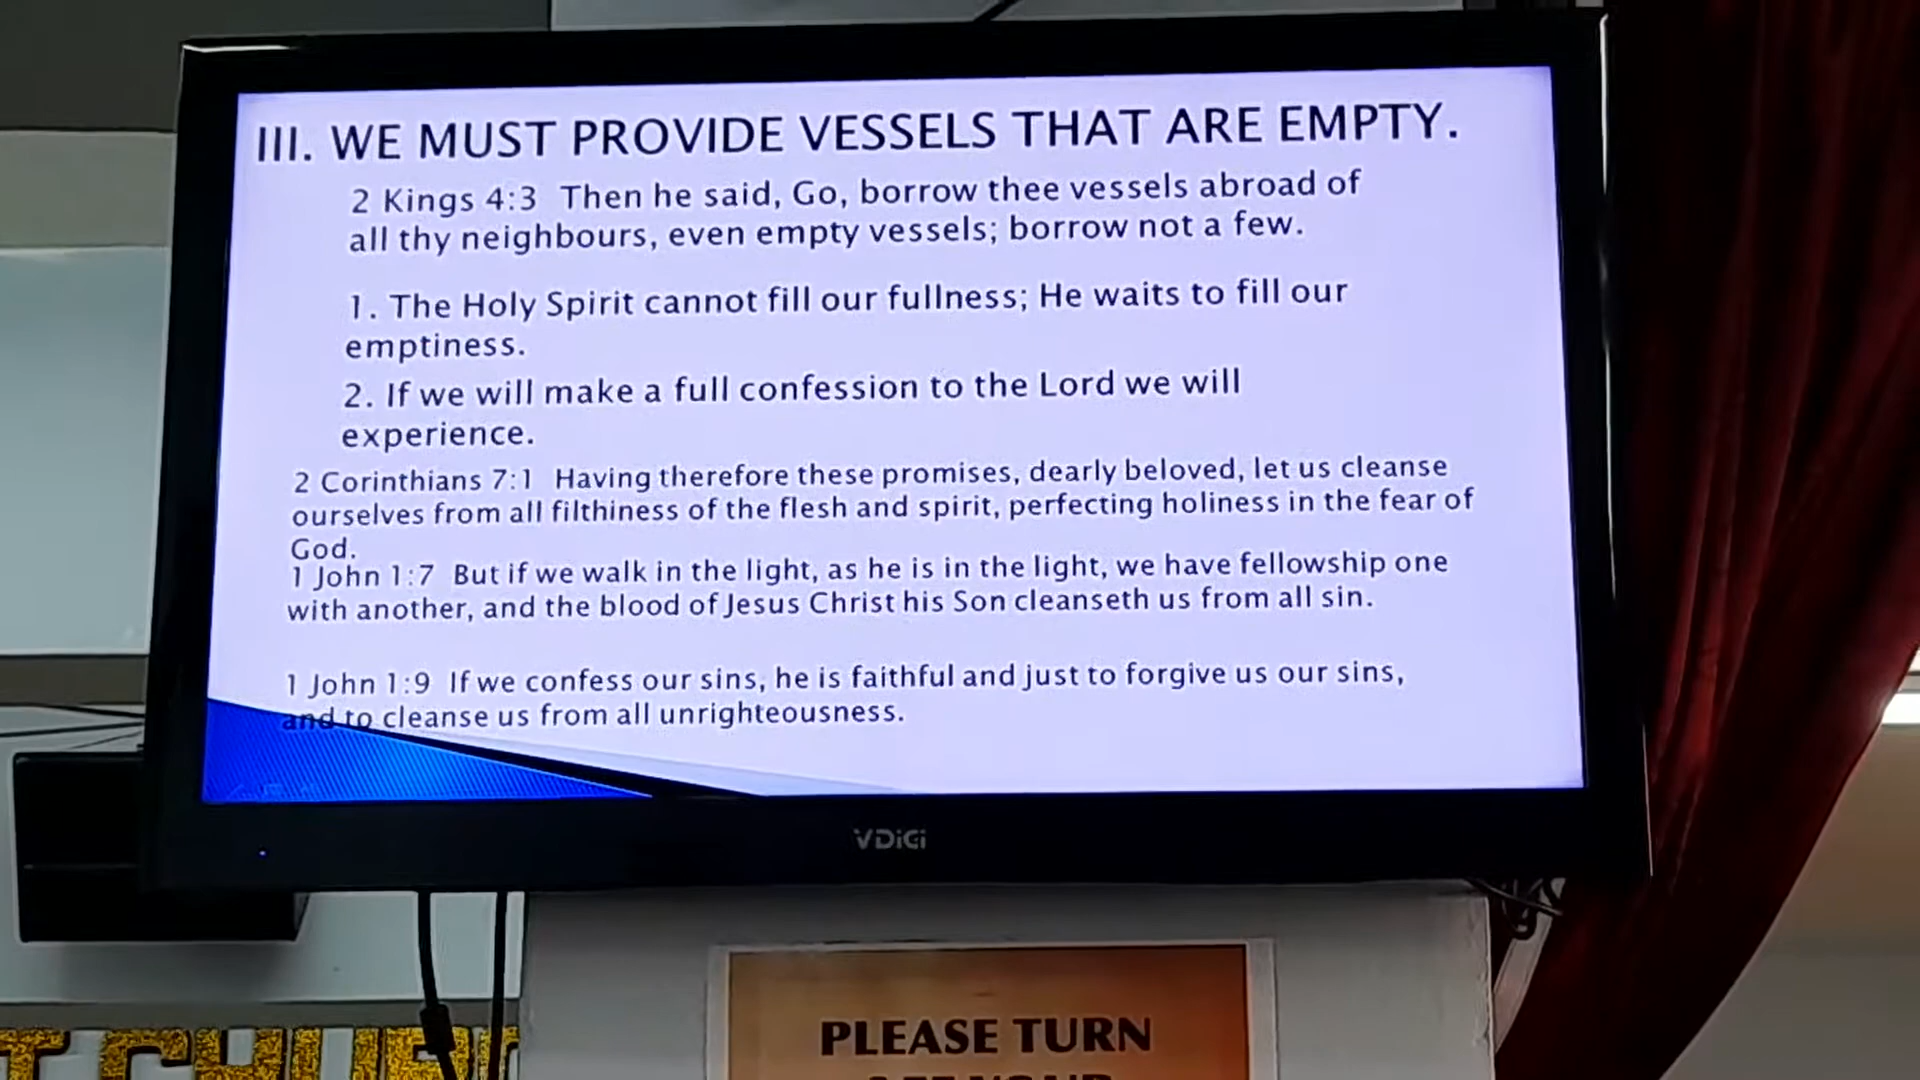 III. WE MUST PROVIDE VESSELS THAT ARE EMPTY.
2 Kings 4:3 Then he said, Go, borrow thee vessels abroad of
all thy neighbours, even empty vessels; borrow not a few.
1. The Holy Spirit cannot fill our fullness; He waits to fill our
emptiness.
2. If we will make a full confession to the Lord we will
experience.
2 Corinthians 7:1 Having therefore these promises, dearly beloved, let us cleanse
ourselves from all filthiness of the flesh and spirit, perfecting holiness in the fear of
God.
1 John 1:7 But if we walk in the light, as he is in the light, we have fellowship one
with another, and the blood of Jesus Christ his Son cleanseth us from all sin.
1 John 1:9 If we confess our sins, he is faithful and just to forgive us our sins,
and to cleanse us from all unrighteousness.
VDiGi
PLEASE TURN